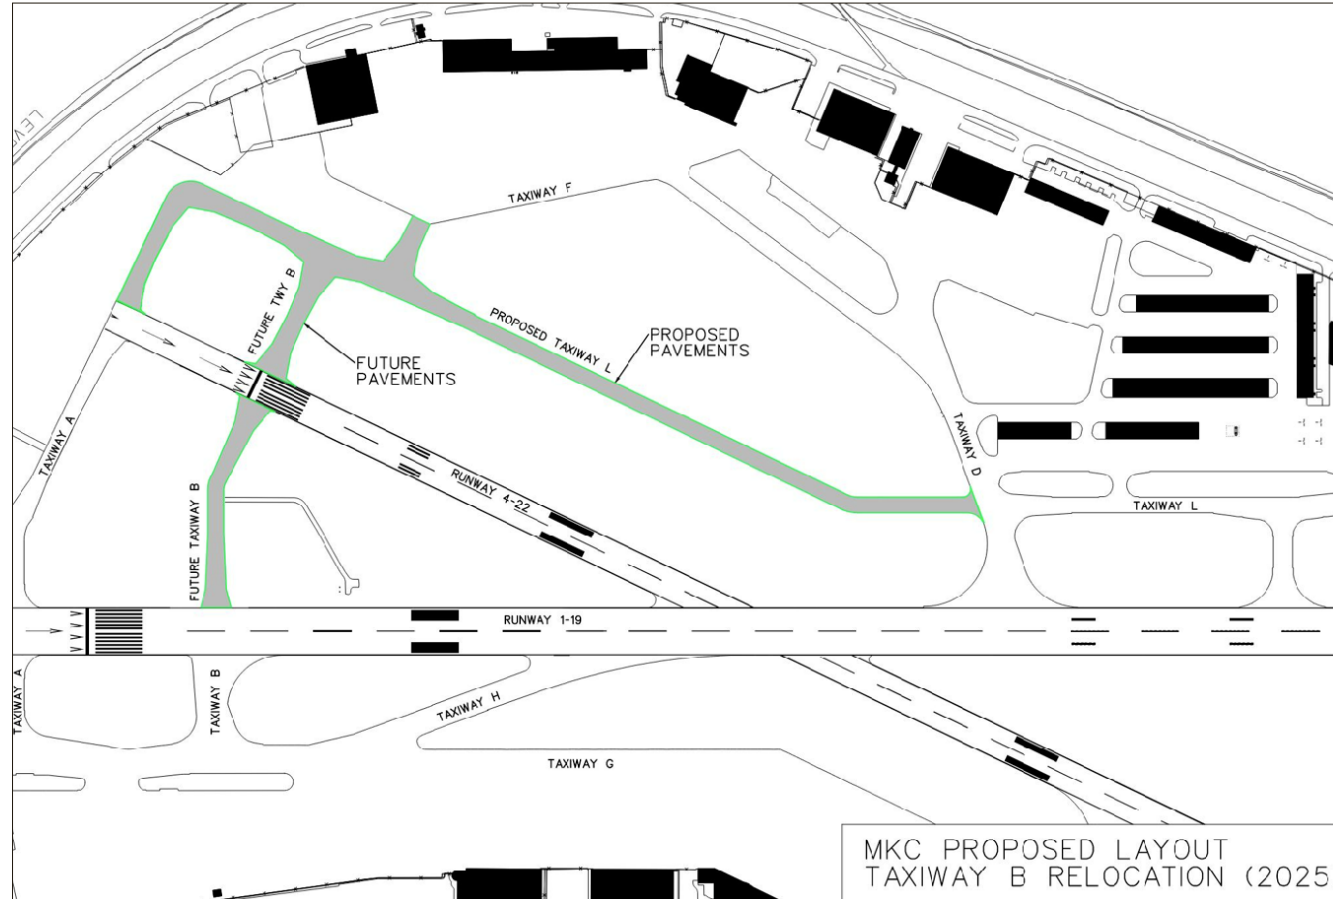 LEV
TAXIWAY F
FUTURE TWY B
PROPOSED TAXIWAY L
PROPOSED
PAVEMENTS
FUTURE
PAVEMENTS
TAXIWAY A
TAXIWAY D
RUNWAY 4-22
FUTURE TAXIWAY B
TAXIWAY L
RUNWAY 1-19
TAXIWAY A
TAXIWAY B
TAXIWAY H
TAXIWAY G
MKC PROPOSED LAYOUT
TAXIWAY B RELOCATION (2025